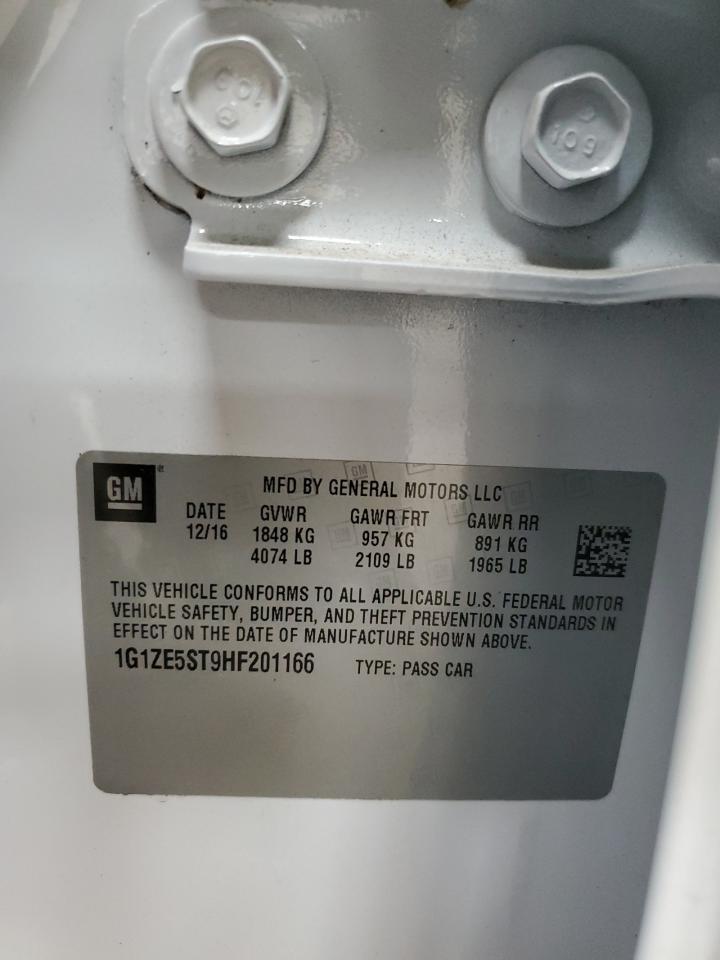 COL
109
GM
MFD BY GENERAL MOTORS LLC
DATE GVWR GAWR FRT GAWR RR
12/16 1848 KG 957 KG 891 KG
4074 LB 2109 LB 1965 LB
THIS VEHICLE CONFORMS TO ALL APPLICABLE U.S. FEDERAL MOTOR
VEHICLE SAFETY, BUMPER, AND THEFT PREVENTION STANDARDS IN
EFFECT ON THE DATE OF MANUFACTURE SHOWN ABOVE.
1G1ZE5ST9HF201166 TYPE: PASS CAR